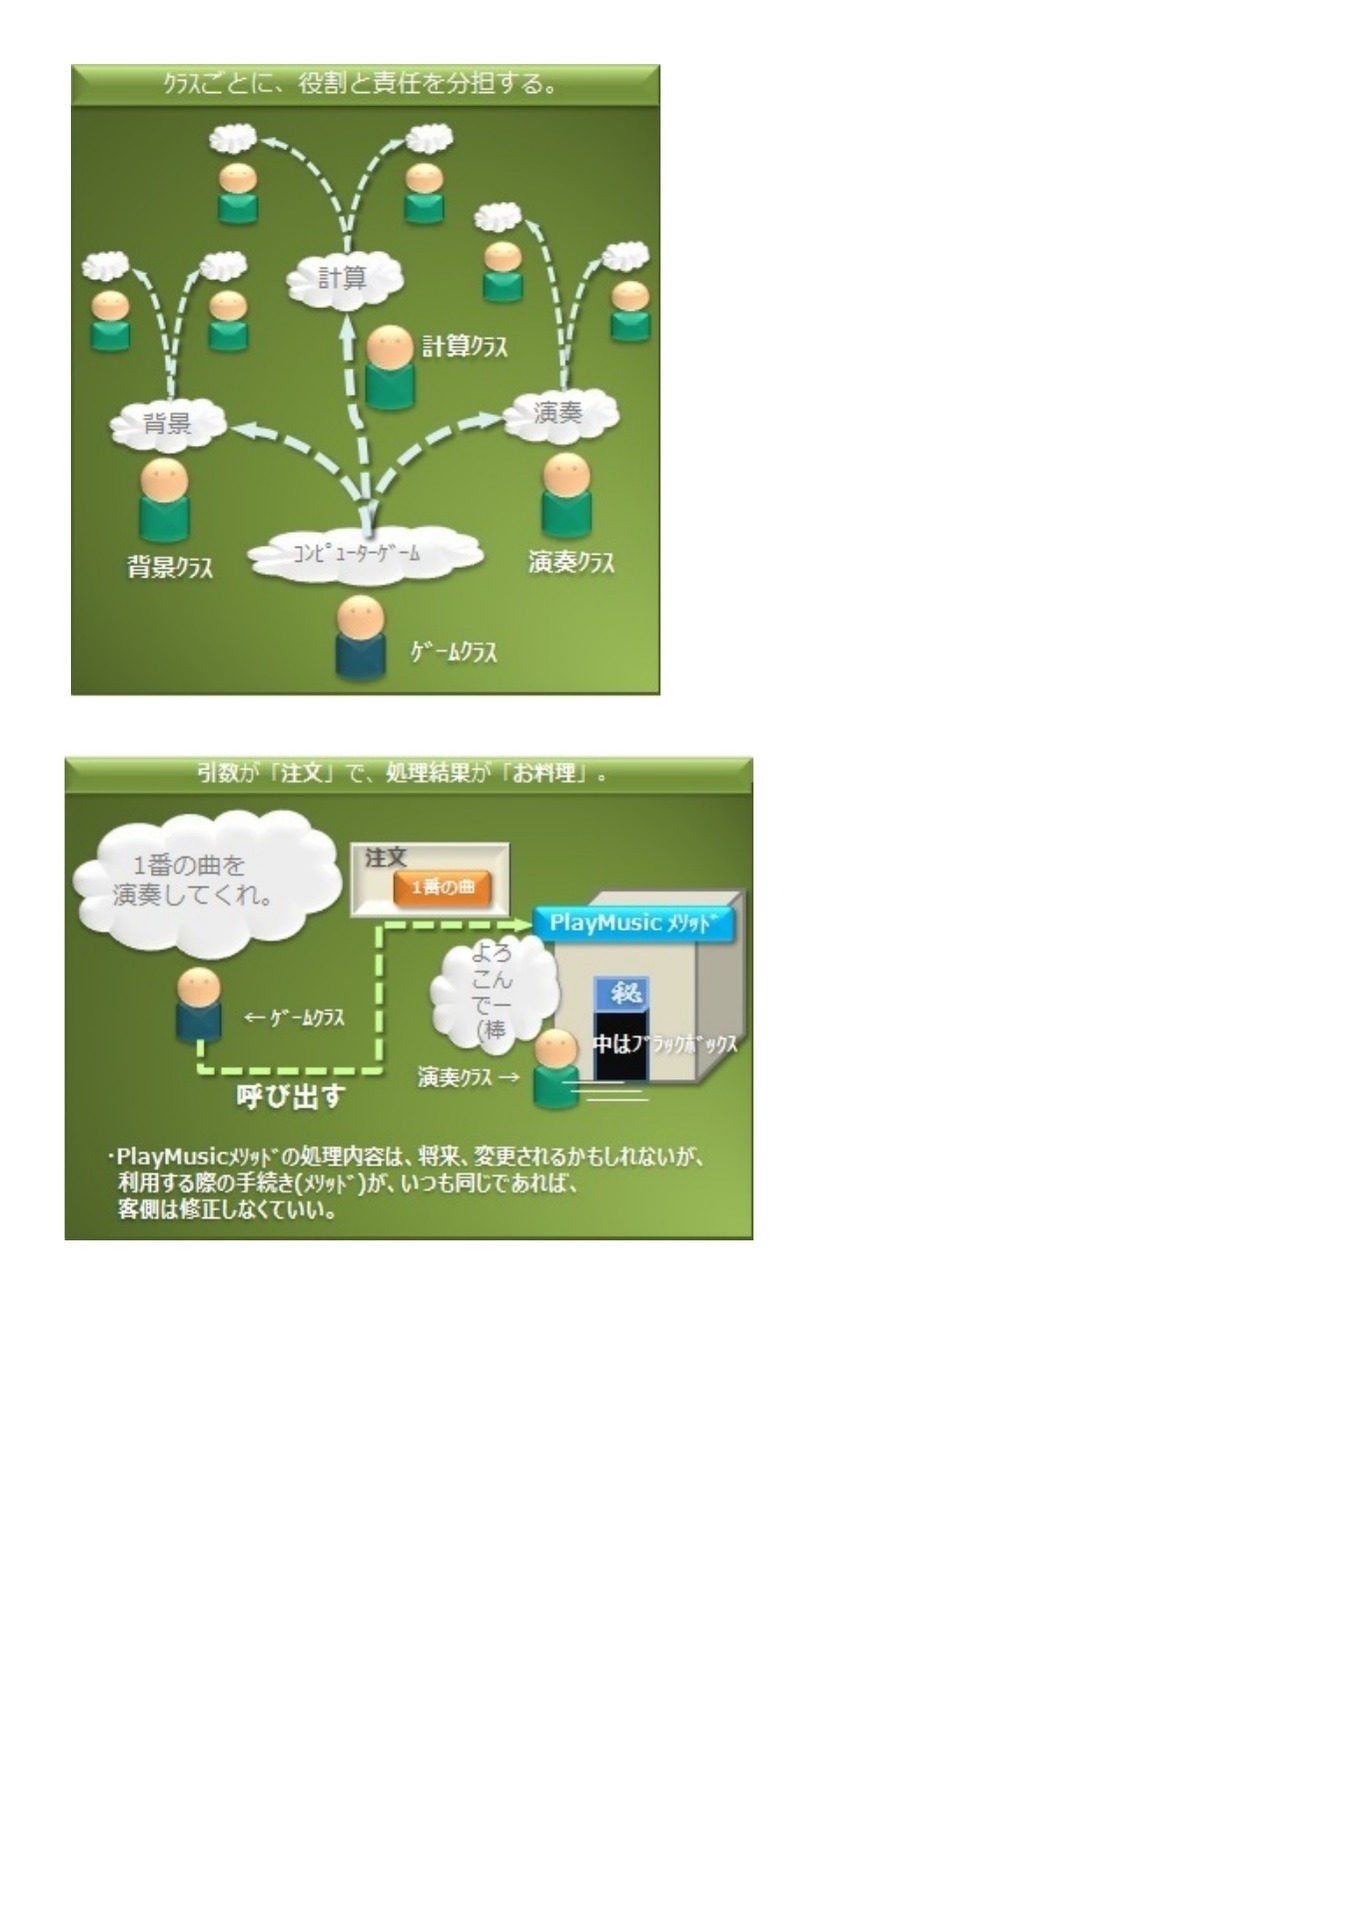 ｸﾗｽごとに、役割と責任を分担する。
計算
計算ｸﾗｽ
背景
演奏
背景ｸﾗｽ
ｺﾝﾋﾟｭｰﾀｰｹﾞｰﾑ
演奏ｸﾗｽ
ｹﾞｰﾑｸﾗｽ
引数が「注文」で、処理結果が「お料理」。
1番の曲を
演奏してくれ。
注文
1番の曲
PlayMusic ﾒｿｯﾄﾞ
よろ
こん
でー
(棒
秘
←ｹﾞｰﾑｸﾗｽ
中はﾌﾞﾗｯｸﾎﾞｯｸｽ
演奏ｸﾗｽ→
呼び出す
･PlayMusicﾒｿｯﾄﾞの処理内容は、将来、変更されるかもしれないが、
利用する際の手続き(ﾒｿｯﾄﾞ)が、いつも同じであれば、
客側は修正しなくていい。